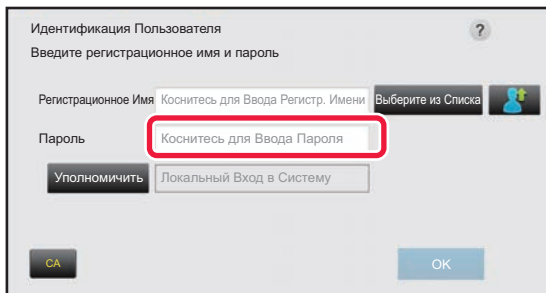 Идентификация Пользователя ?
Введите регистрационное имя и пароль
Регистрационное Имя Коснитесь для Ввода Регистр. Имени Выберите из Списка
Пароль Коснитесь для Ввода Пароля
Уполномичить Локальный Вход в Систему
CA OK